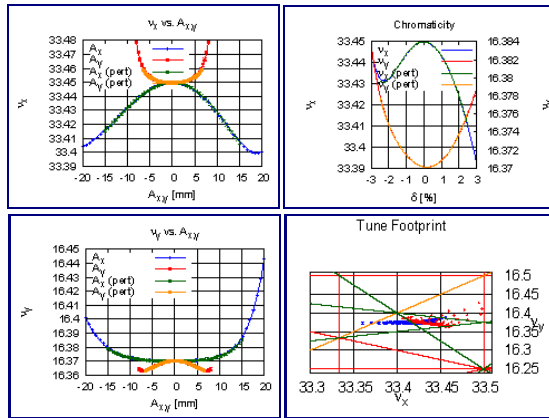 ν_x vs. A_x,y
33.48
33.47
33.46
33.45
33.44
33.43
33.42
33.41
33.4
33.39
ν_x
A_x
A_y
A_x (pert)
A_y (pert)
-20 -15 -10 -5 0 5 10 15 20
A_x,y [mm]
Chromaticity
33.45
33.44
33.43
33.42
33.41
33.4
33.39
ν_x
ν_x
ν_y
ν_x (pert)
ν_y (pert)
16.384
16.382
16.38
16.378
16.376
16.374
16.372
16.37
-3 -2 -1 0 1 2 3
δ [%]
ν_y vs. A_x,y
16.45
16.44
16.43
16.42
16.41
16.4
16.39
16.38
16.37
16.36
ν_y
A_x
A_y
A_x (pert)
A_y (pert)
-20 -15 -10 -5 0 5 10 15 20
A_x,y [mm]
Tune Footprint
16.5
16.45
16.4
16.35
16.3
16.25
ν_y
33.3 33.35 33.4 33.45 33.5
ν_x